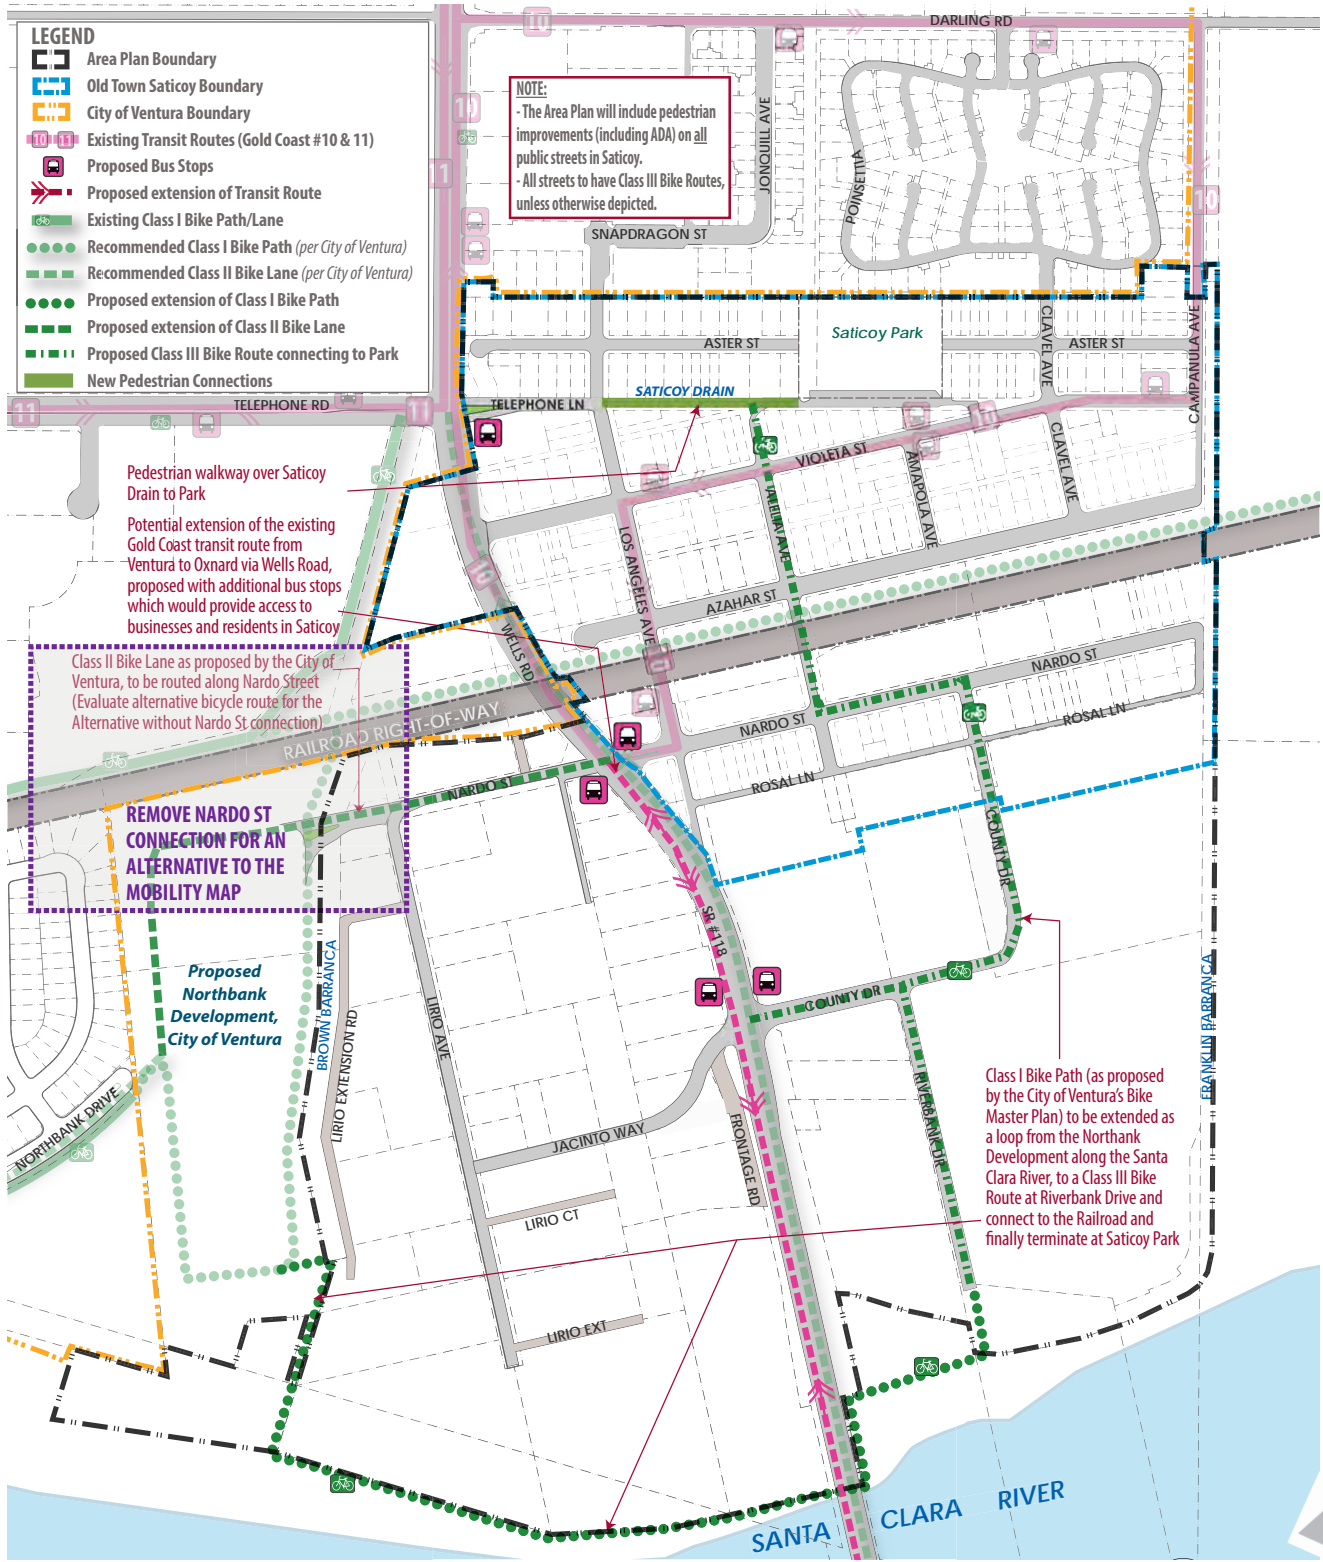 LEGEND
Area Plan Boundary
Old Town Saticoy Boundary
City of Ventura Boundary
10 11 Existing Transit Routes (Gold Coast #10 & 11)
Proposed Bus Stops
Proposed extension of Transit Route
Existing Class I Bike Path/Lane
Recommended Class I Bike Path (per City of Ventura)
Recommended Class II Bike Lane (per City of Ventura)
Proposed extension of Class I Bike Path
Proposed extension of Class II Bike Lane
Proposed Class III Bike Route connecting to Park
New Pedestrian Connections
NOTE:
- The Area Plan will include pedestrian
improvements (including ADA) on all
public streets in Saticoy.
- All streets to have Class III Bike Routes,
unless otherwise depicted.
10
DARLING RD
10
11
JONQUILL AVE
POINSETTIA
10
SNAPDRAGON ST
CLAVEL AVE
CAMPANULA AVE
Saticoy Park
ASTER ST
ASTER ST
SATICOY DRAIN
11
TELEPHONE RD
11
TELEPHONE LN
VIOLETA ST
AMAPOLA AVE
CLAVEL AVE
Pedestrian walkway over Saticoy
Drain to Park
Potential extension of the existing
Gold Coast transit route from
Ventura to Oxnard via Wells Road,
proposed with additional bus stops
which would provide access to
businesses and residents in Saticoy
10
LOS ANGELES AVE
AZAHAR ST
WELLS RD
Class II Bike Lane as proposed by the City of
Ventura, to be routed along Nardo Street
(Evaluate alternative bicycle route for the
Alternative without Nardo St connection)
RAILROAD RIGHT-OF-WAY
NARDO ST
NARDO ST
ROSAL LN
ROSAL LN
NARDO ST
REMOVE NARDO ST
CONNECTION FOR AN
ALTERNATIVE TO THE
MOBILITY MAP
COUNTY DR
SR #118
Proposed
Northbank
Development,
City of Ventura
BROWN BARRANCA
LIRIO EXTENSION RD
LIRIO AVE
COUNTY DR
FRANKLIN BARRANCA
NORTHBANK DRIVE
JACINTO WAY
FRONTAGE RD
RIVERBANK DR
Class I Bike Path (as proposed
by the City of Ventura's Bike
Master Plan) to be extended as
a loop from the Northank
Development along the Santa
Clara River, to a Class III Bike
Route at Riverbank Drive and
connect to the Railroad and
finally terminate at Saticoy Park
LIRIO CT
LIRIO EXT
SANTA CLARA RIVER